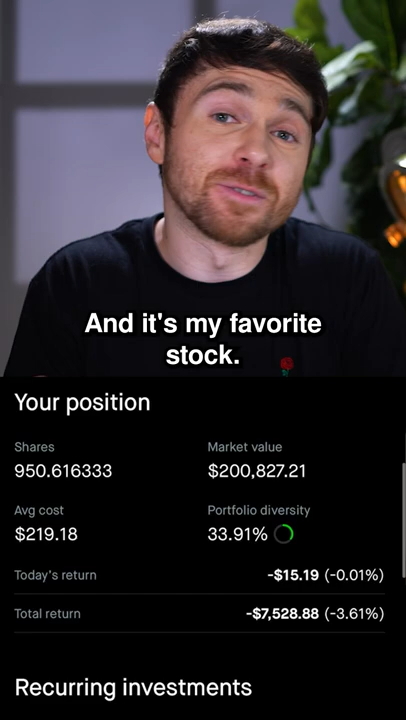 And it's my favorite
stock.
Your position
Shares
Market value
950.616333
$200,827.21
Avg cost
Portfolio diversity
$219.18
33.91%
Today's return
-$15.19 (-0.01%)
Total return
-$7,528.88 (-3.61%)
Recurring investments